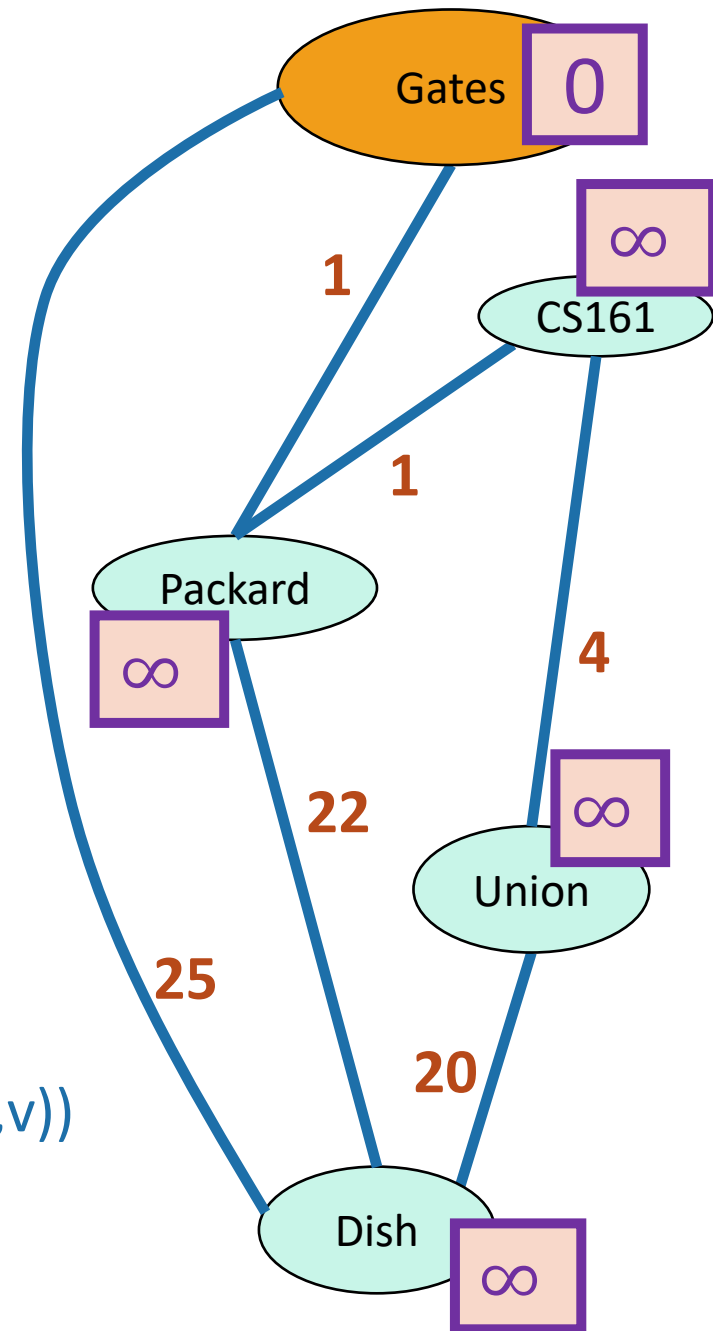 Gates
0
∞
1
CS161
1
Packard
∞
4
22
∞
Union
25
20
,v))
Dish
∞